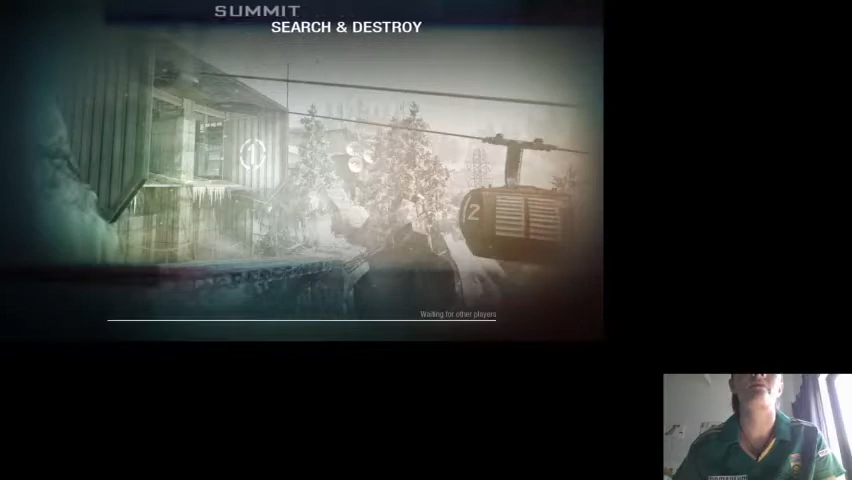 SUMMIT
SEARCH & DESTROY
1
2
Waiting for other players